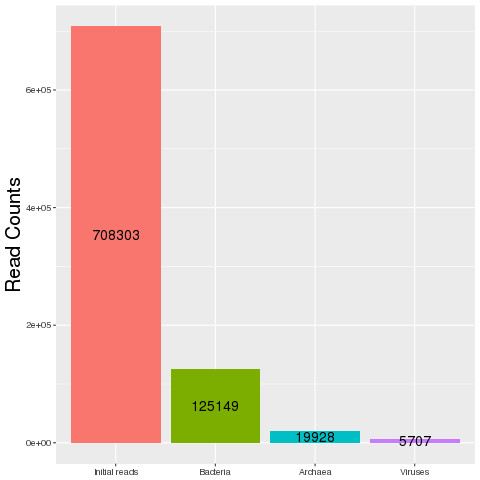 Read Counts
6e+05
4e+05
2e+05
0e+00
708303
125149
19928
5707
Initial reads
Bacteria
Archaea
Viruses